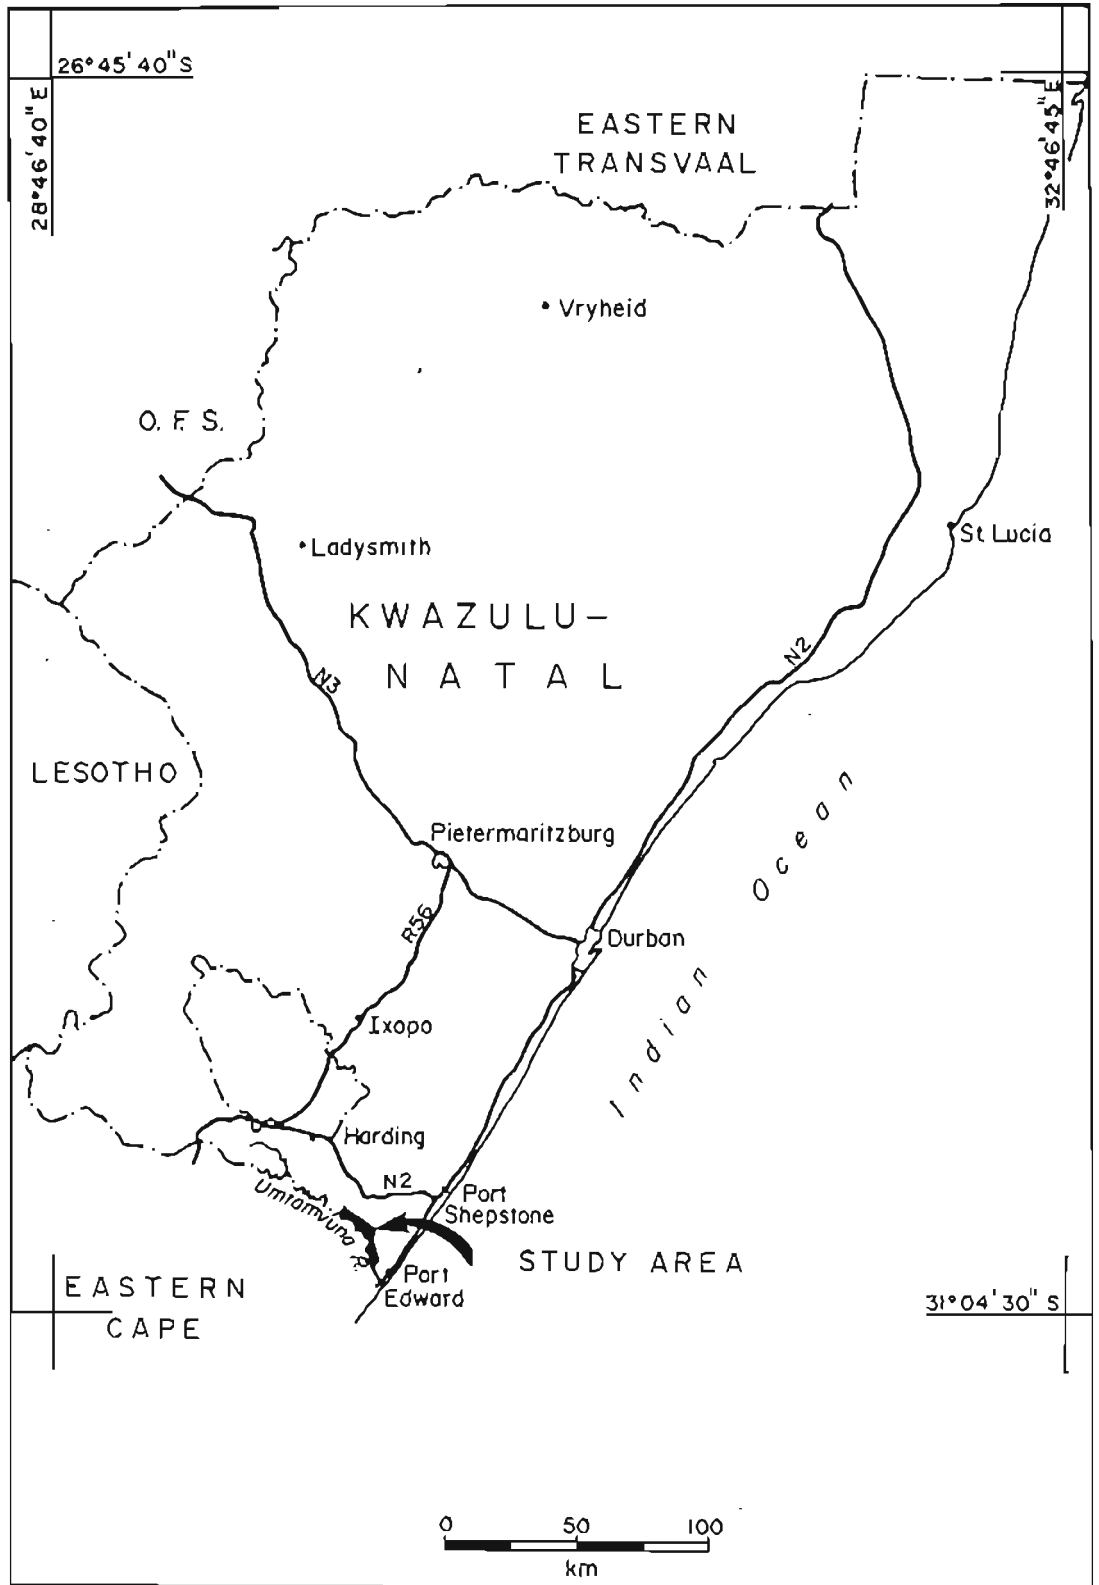 26°45'40"S
28°46'40"E
32°46'45"E
EASTERN
TRANSVAAL
Vryheid
O.F.S.
St. Lucia
Ladysmith
KWAZULU-
NATAL
N2
N3
LESOTHO
Indian Ocean
Pietermaritzburg
R56
Durban
Ixopo
Harding
N2
Umtamvuna R.
Port
Shepstone
STUDY AREA
Port
Edward
EASTERN
CAPE
31°04'30"S
0 50 100
km